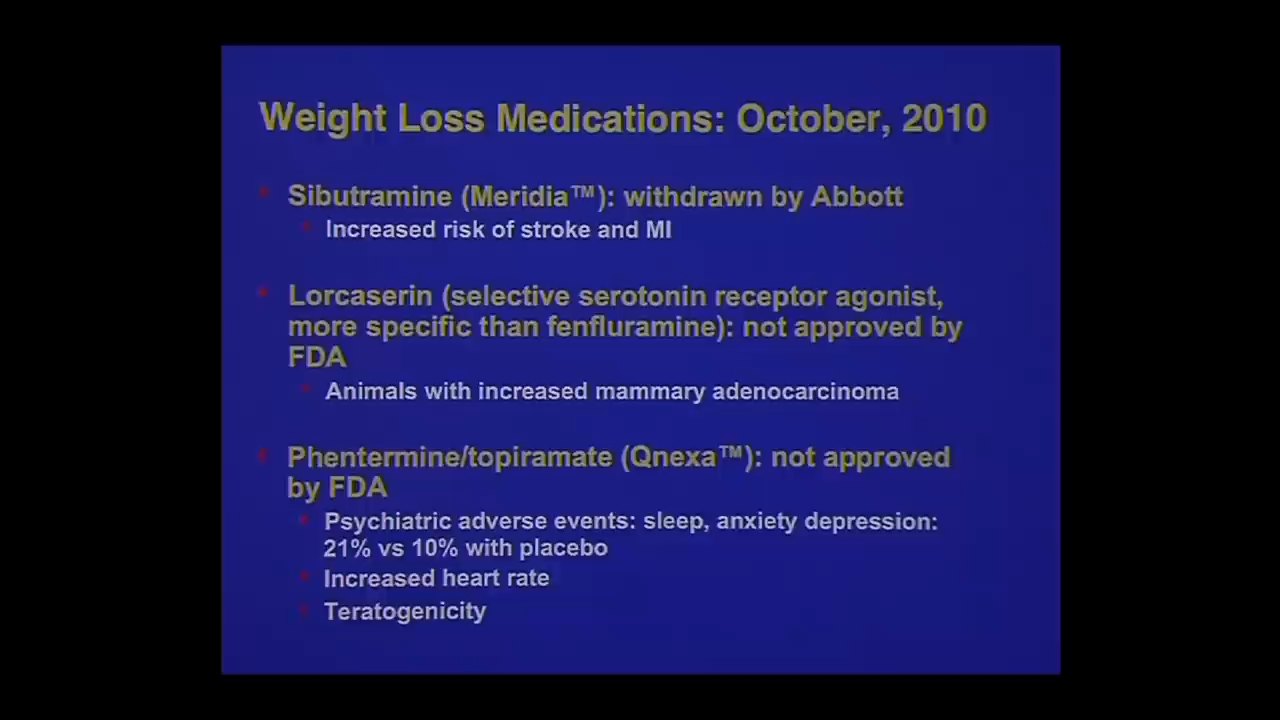 Weight Loss Medications: October, 2010
Sibutramine (Meridia™): withdrawn by Abbott
Increased risk of stroke and MI
Lorcaserin (selective serotonin receptor agonist,
more specific than fenfluramine): not approved by
FDA
Animals with increased mammary adenocarcinoma
Phentermine/topiramate (Qnexa™): not approved
by FDA
Psychiatric adverse events: sleep, anxiety depression:
21% vs 10% with placebo
Increased heart rate
Teratogenicity